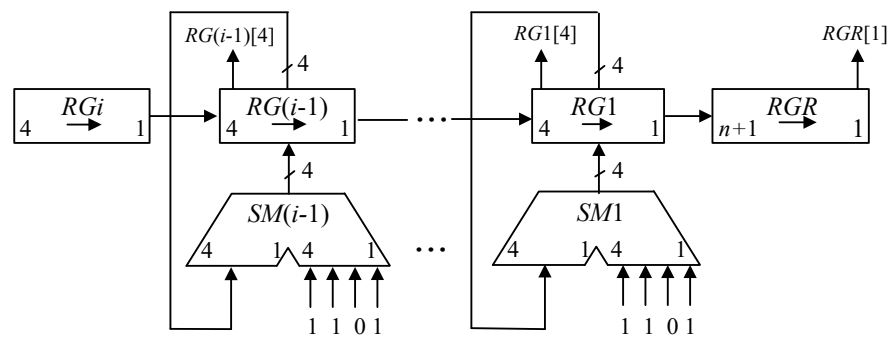 RG(i-1)[4] 4 RG1[4] 4 RGR[1]
RGi RG(i-1) RG1 RGR
4 1 4 1 ... 4 1 n+1 1
4 4
SM(i-1) SM1
4 1 4 1 ... 4 1 4 1
1 1 0 1 1 1 0 1